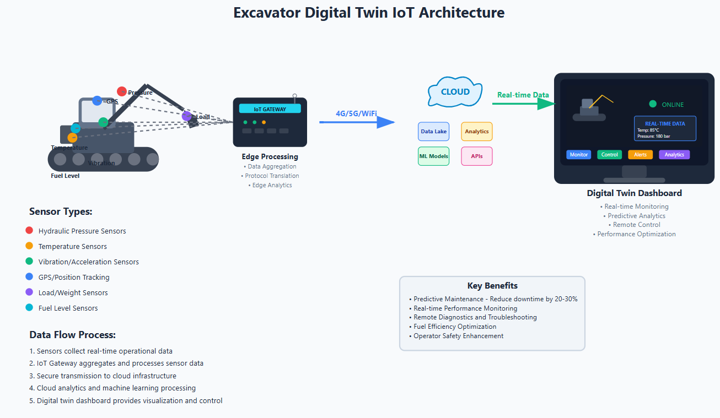 Excavator Digital Twin IoT Architecture
Pressure
GPS
Load
Temperature
Vibration
Fuel Level
IoT GATEWAY
Edge Processing
• Data Aggregation
• Protocol Translation
• Edge Analytics
4G/5G/WiFi
CLOUD
Data Lake
Analytics
ML Models
APIs
Real-time Data
ONLINE
REAL-TIME DATA
Temp: 85°C
Pressure: 180 bar
Monitor
Control
Alerts
Analytics
Digital Twin Dashboard
• Real-time Monitoring
• Predictive Analytics
• Remote Control
• Performance Optimization
Sensor Types:
Hydraulic Pressure Sensors
Temperature Sensors
Vibration/Acceleration Sensors
GPS/Position Tracking
Load/Weight Sensors
Fuel Level Sensors
Key Benefits
• Predictive Maintenance - Reduce downtime by 20-30%
• Real-time Performance Monitoring
• Remote Diagnostics and Troubleshooting
• Fuel Efficiency Optimization
• Operator Safety Enhancement
Data Flow Process:
1. Sensors collect real-time operational data
2. IoT Gateway aggregates and processes sensor data
3. Secure transmission to cloud infrastructure
4. Cloud analytics and machine learning processing
5. Digital twin dashboard provides visualization and control